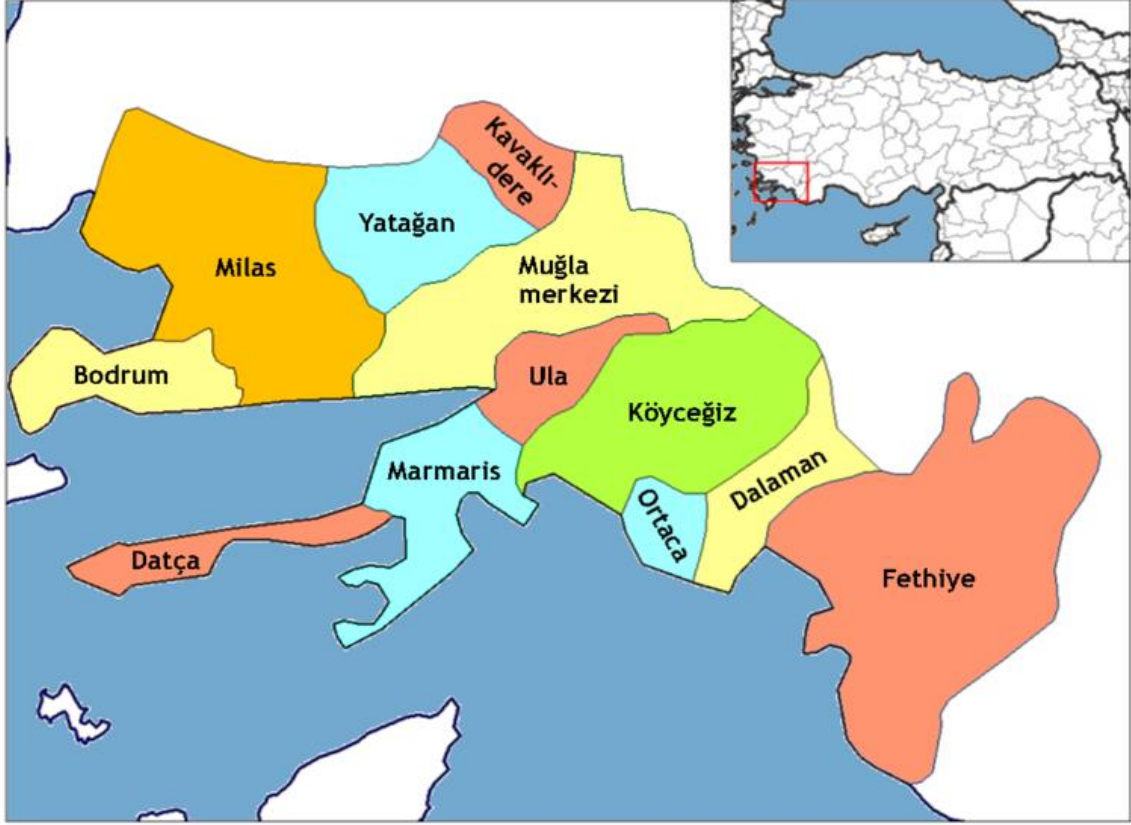 Kavaklı-
dere
Yatağan
Milas
Muğla
merkezi
Bodrum
Ula
Köyceğiz
Marmaris
Dalaman
Ortaca
Datça
Fethiye